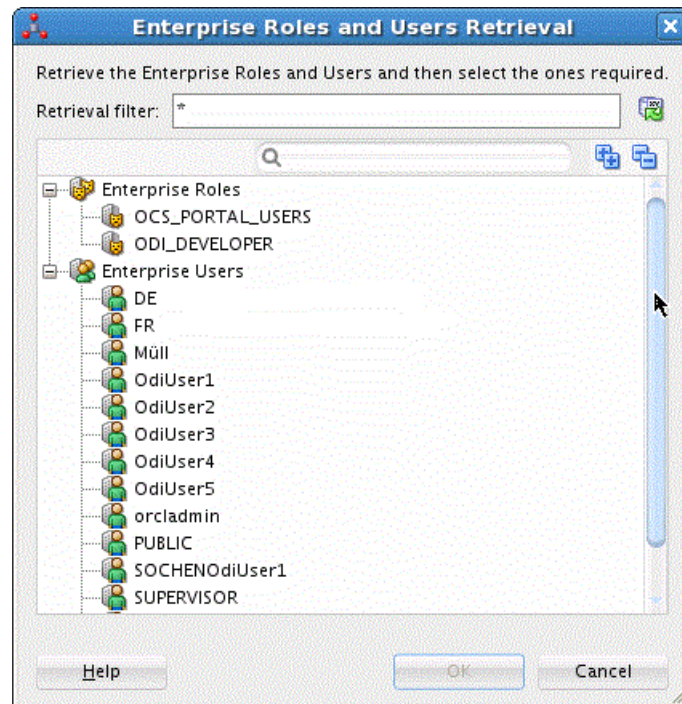 Enterprise Roles and Users Retrieval
Retrieve the Enterprise Roles and Users and then select the ones required.
Retrieval filter: *
Enterprise Roles
OCS_PORTAL_USERS
ODI_DEVELOPER
Enterprise Users
DE
FR
Müll
OdiUser1
OdiUser2
OdiUser3
OdiUser4
OdiUser5
orcladmin
PUBLIC
SOCHENOdiUser1
SUPERVISOR
Help OK Cancel